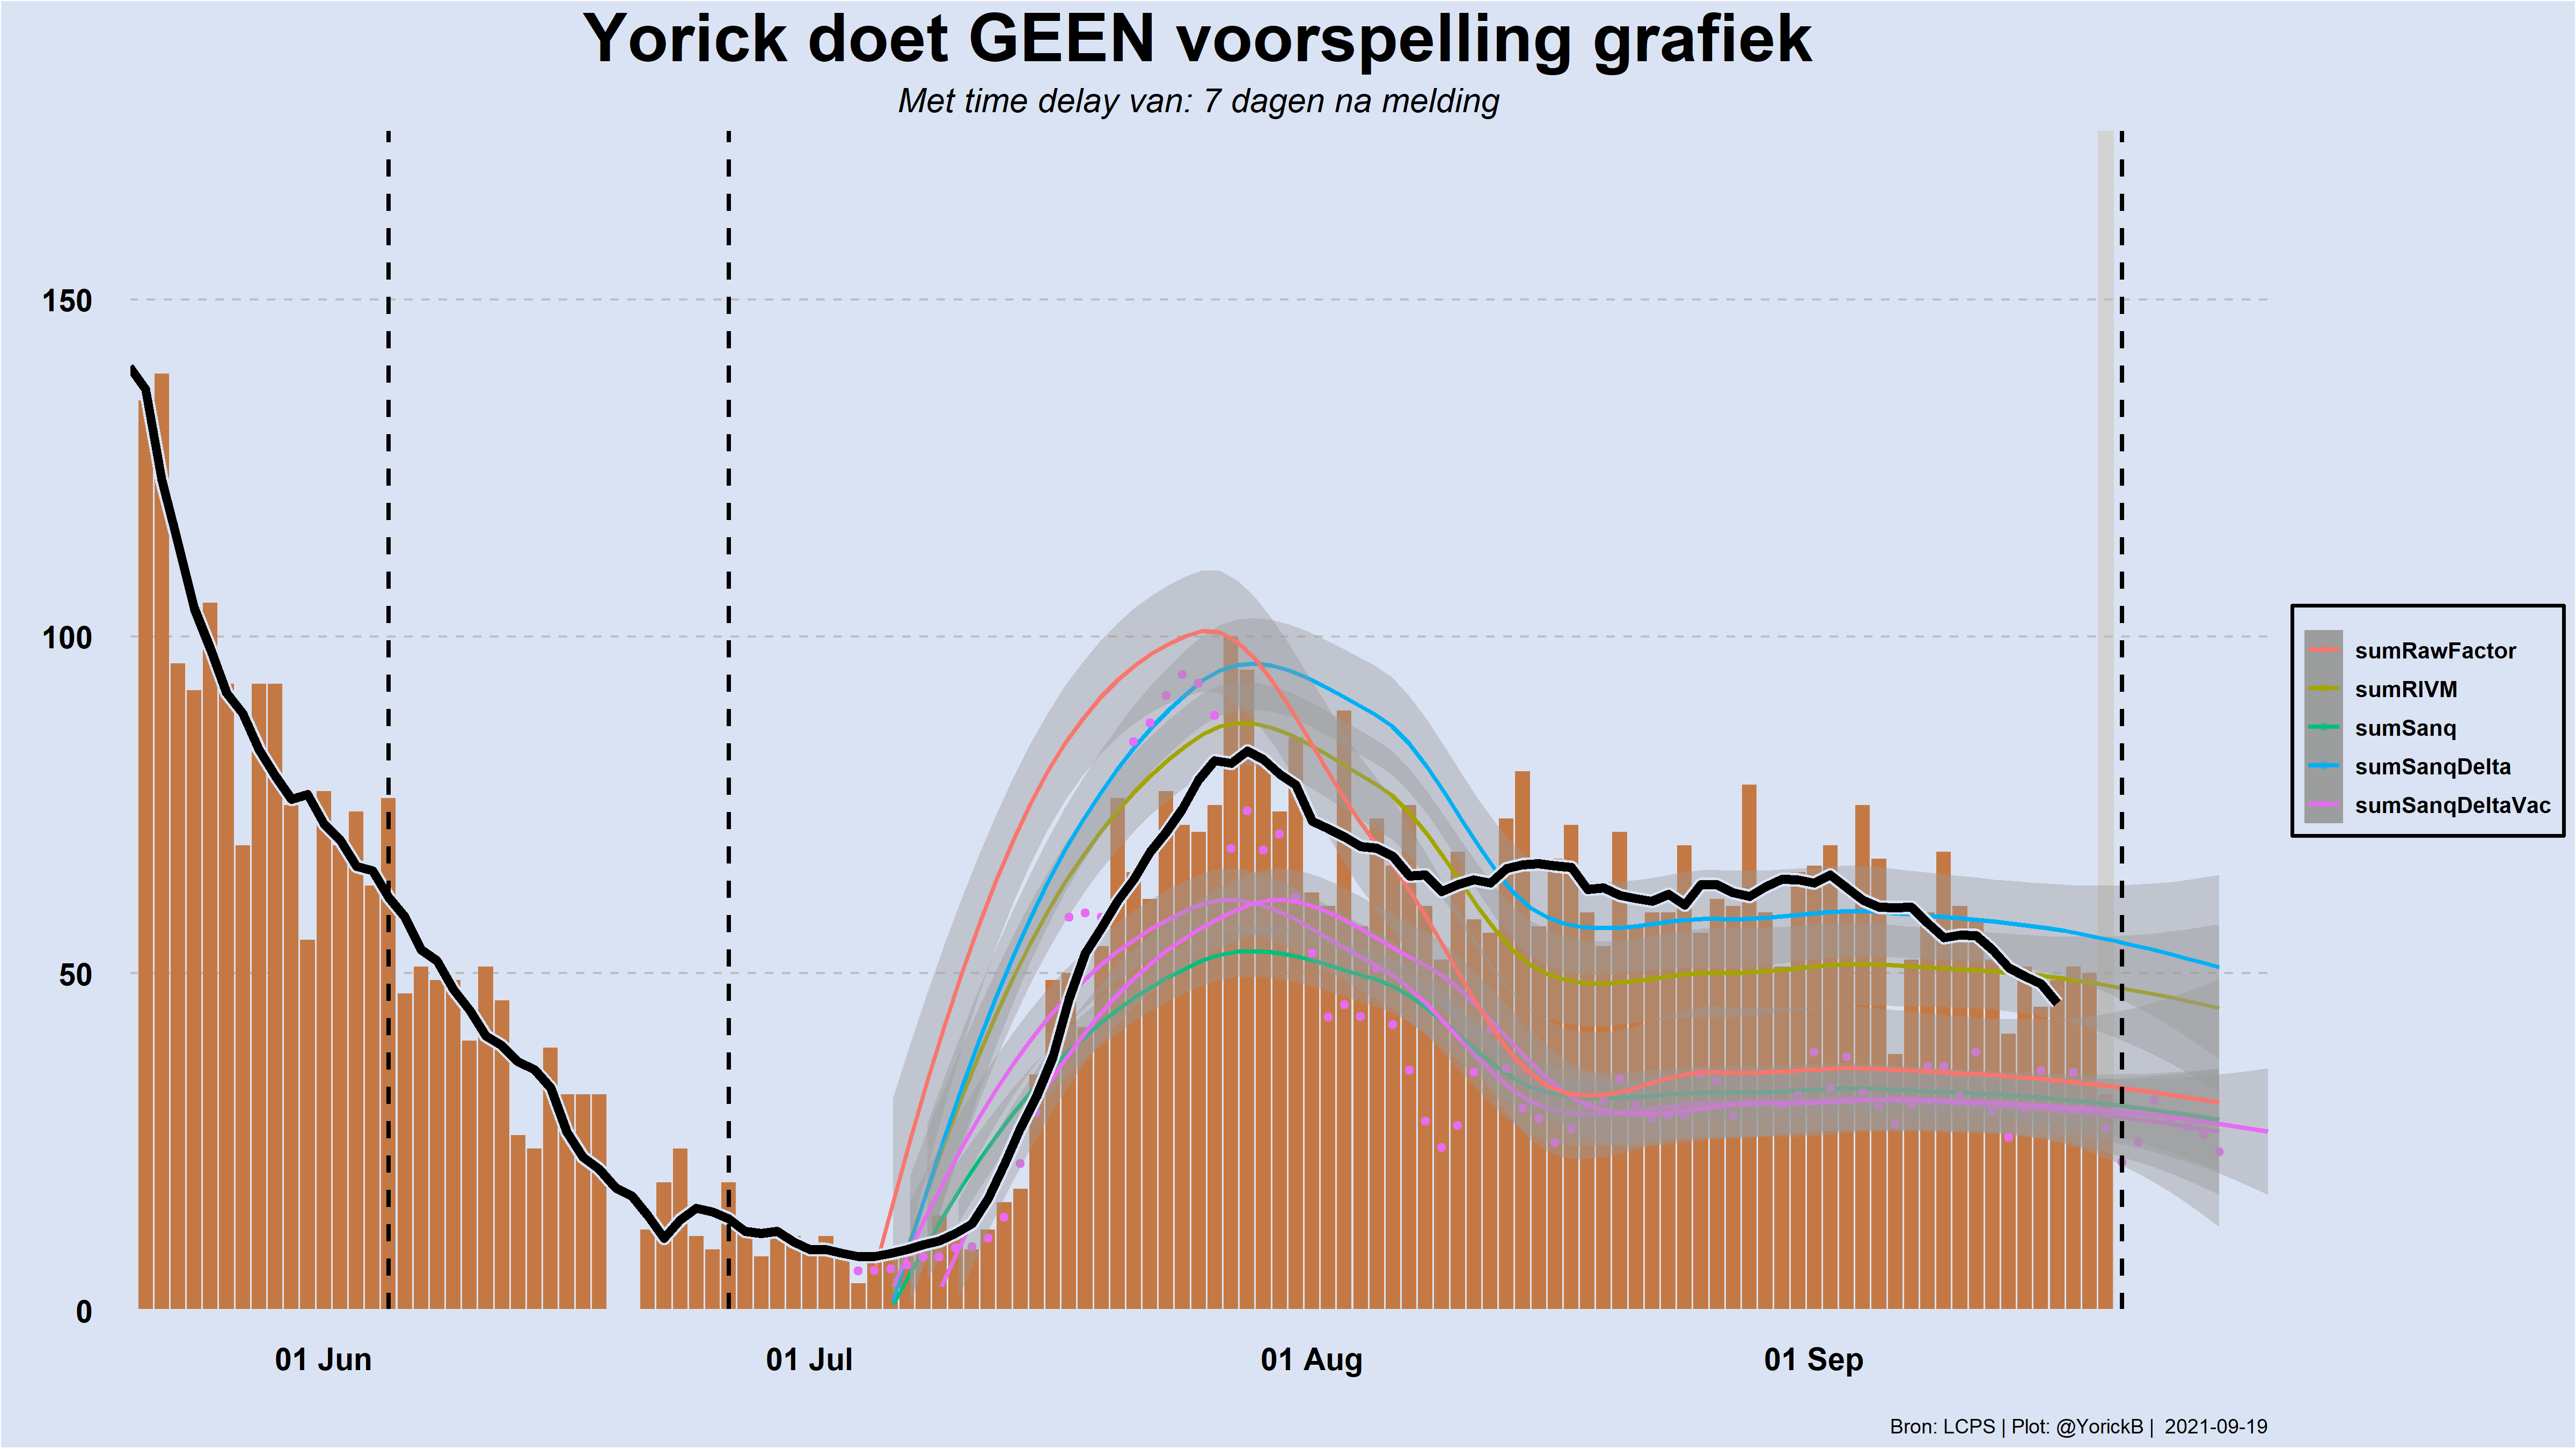 Yorick doet GEEN voorspelling grafiek
Met time delay van: 7 dagen na melding
150
100
50
0
01 Jun
01 Jul
01 Aug
01 Sep
sumRawFactor
sumRIVM
sumSanq
sumSanqDelta
sumSanqDeltaVac
Bron: LCPS | Plot: @YorickB | 2021-09-19